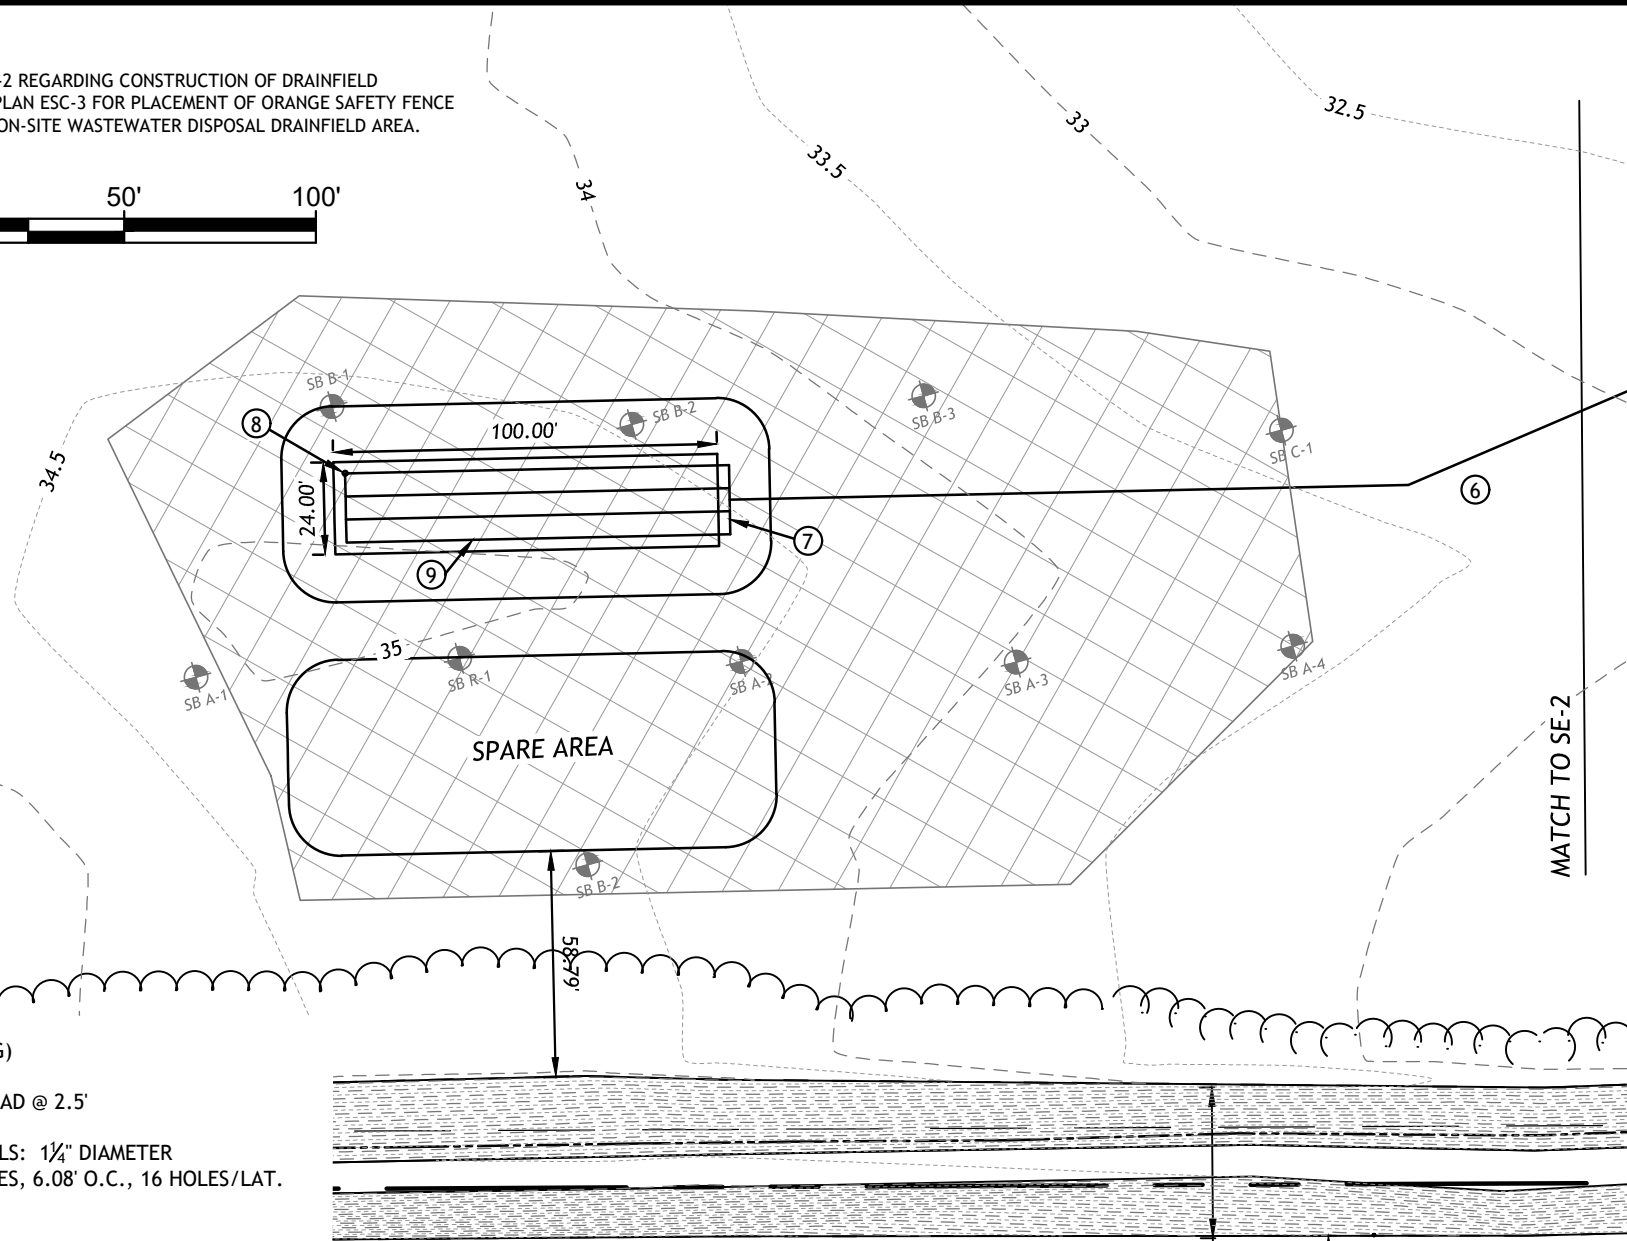 -2 REGARDING CONSTRUCTION OF DRAINFIELD
PLAN ESC-3 FOR PLACEMENT OF ORANGE SAFETY FENCE
ON-SITE WASTEWATER DISPOSAL DRAINFIELD AREA.
50' 100'
32.5
33
33.5
34
34.5
SB B-1
SB B-2
SB B-3
SB C-1
8
100.00'
24.00'
6
7
9
35
SB A-1
SB R-1
SB A-2
SB A-3
SB A-4
SPARE AREA
MATCH TO SE-2
SB B-2
58.79'
G)
AD @ 2.5'
LS: 1¼" DIAMETER
ES, 6.08' O.C., 16 HOLES/LAT.